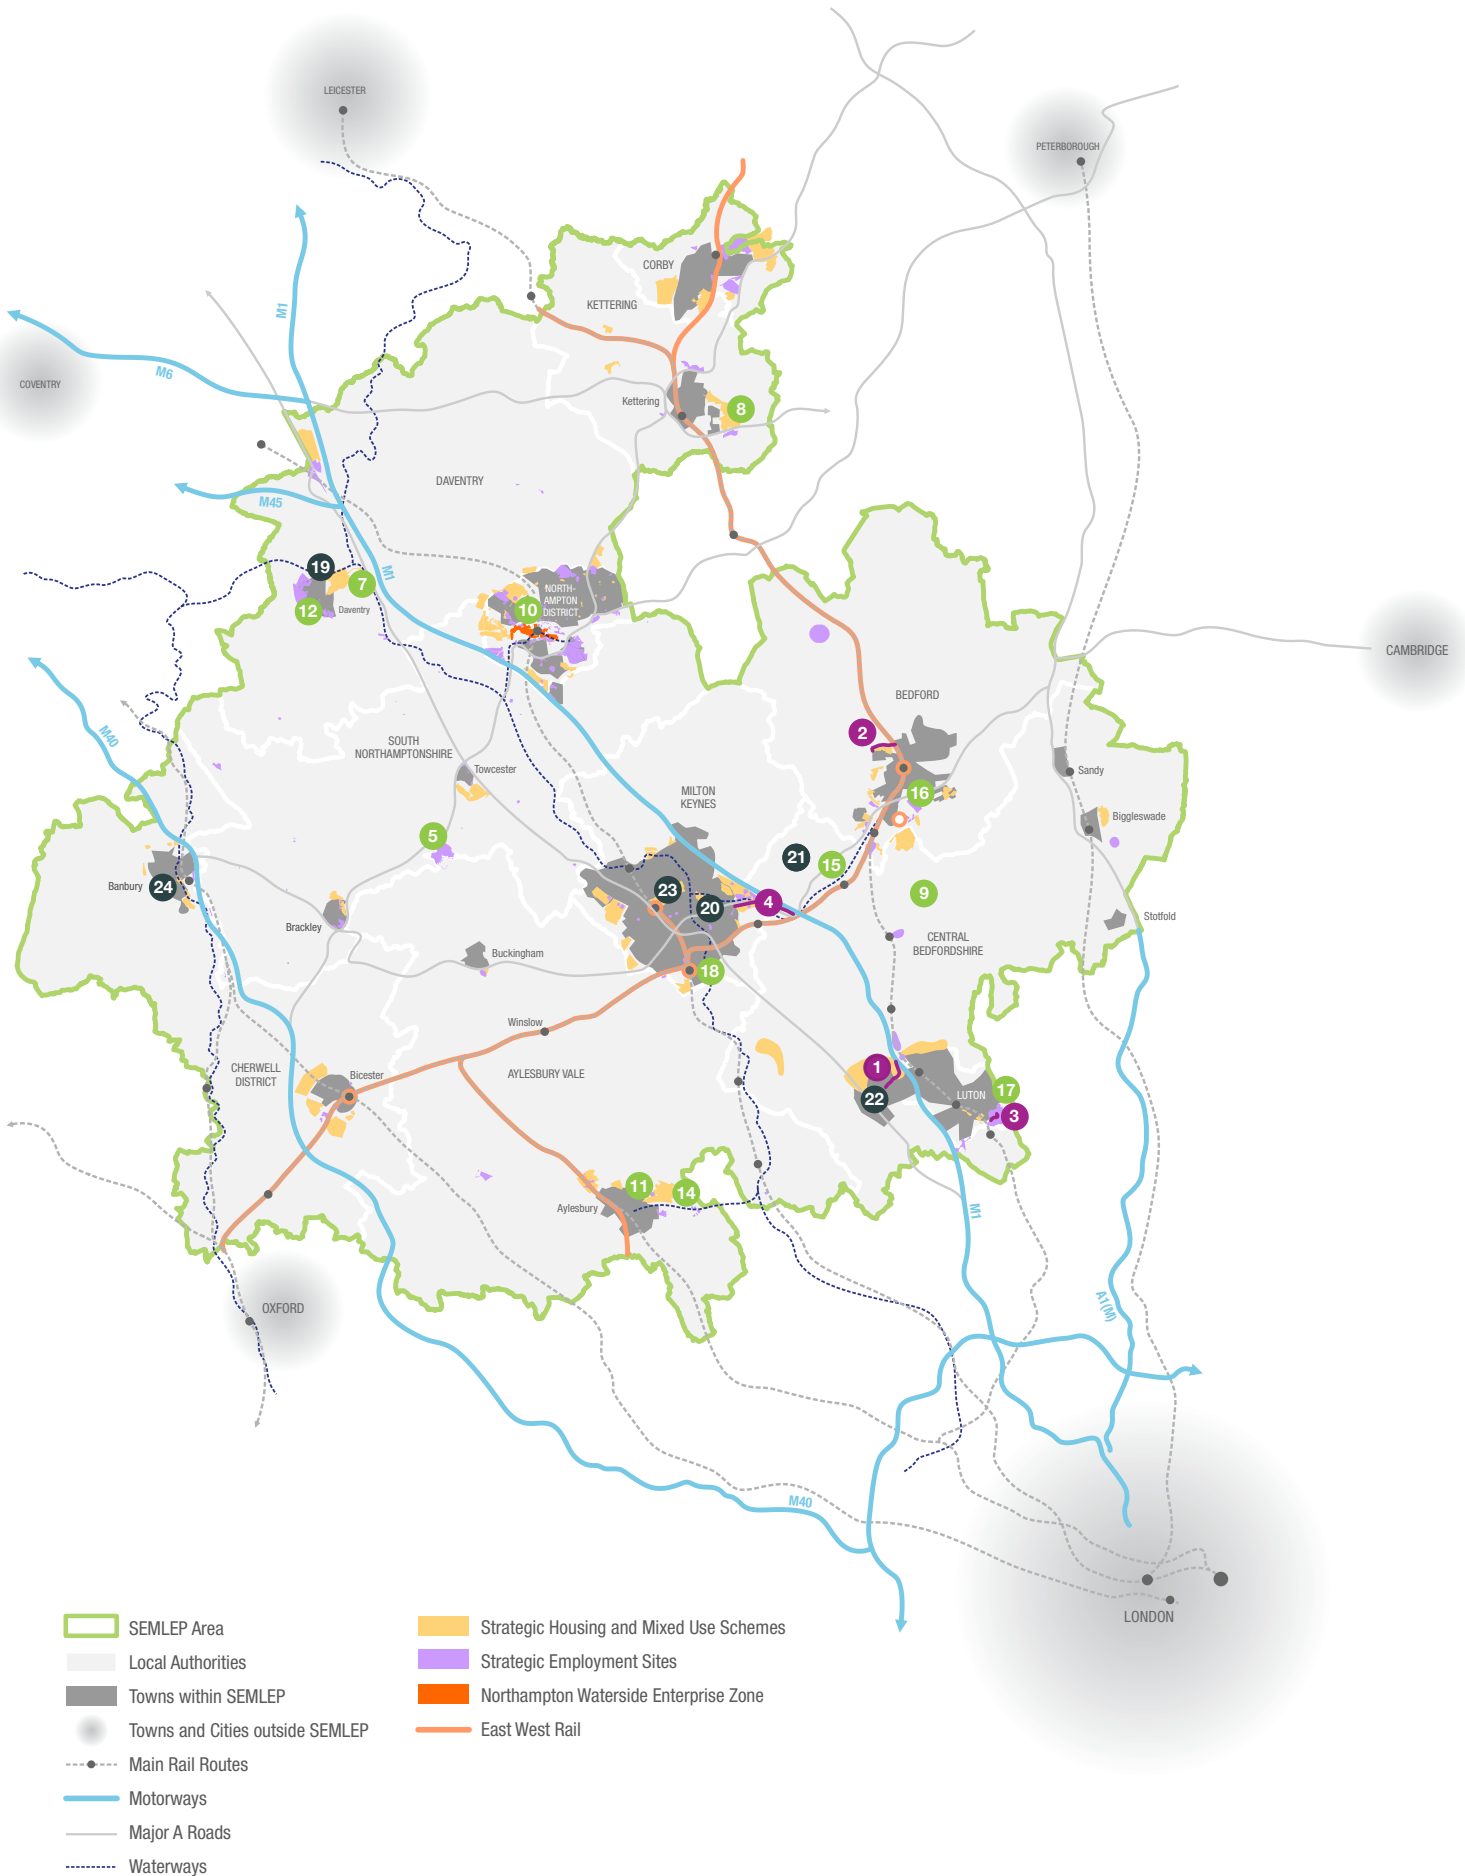 LEICESTER
PETERBOROUGH
CORBY
KETTERING
M1
M6
COVENTRY
Kettering
8
DAVENTRY
M45
19
7
M1
12
Daventry
10
NORTH-
AMPTON
DISTRICT
CAMBRIDGE
BEDFORD
M40
2
SOUTH
NORTHAMPTONSHIRE
Towcester
Sandy
MILTON
KEYNES
16
Biggleswade
5
21
15
Banbury
24
23
20
4
9
Stotfold
Brackley
Buckingham
CENTRAL
BEDFORDSHIRE
18
Winslow
CHERWELL
DISTRICT
Bicester
AYLESBURY VALE
1
22
LUTON
17
3
11
14
Aylesbury
M1
OXFORD
A1(M)
M40
LONDON
SEMLEP Area
Local Authorities
Towns within SEMLEP
Towns and Cities outside SEMLEP
Main Rail Routes
Motorways
Major A Roads
Waterways
Strategic Housing and Mixed Use Schemes
Strategic Employment Sites
Northampton Waterside Enterprise Zone
East West Rail